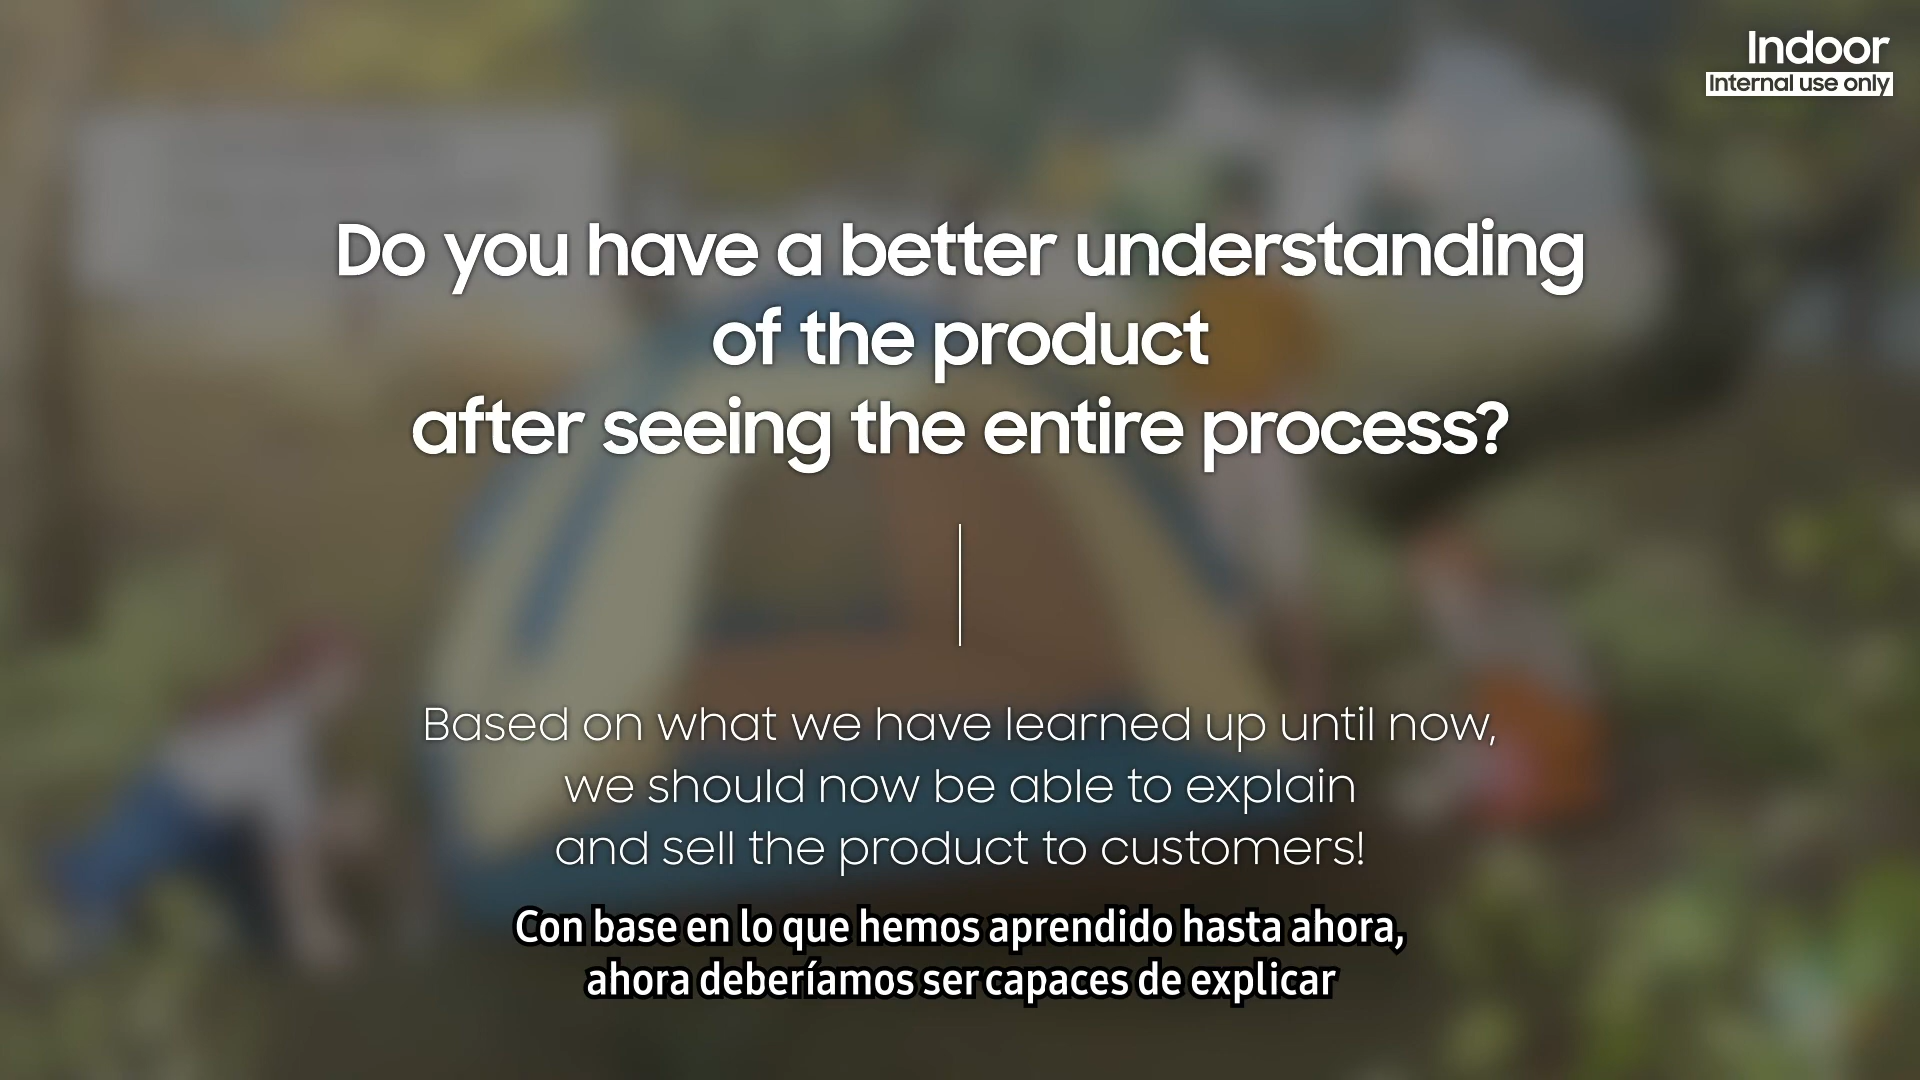 Indoor
Internal use only
Do you have a better understanding
of the product
after seeing the entire process?
Based on what we have learned up until now,
we should now be able to explain
and sell the product to customers!
Con base en lo que hemos aprendido hasta ahora,
ahora deberíamos ser capaces de explicar